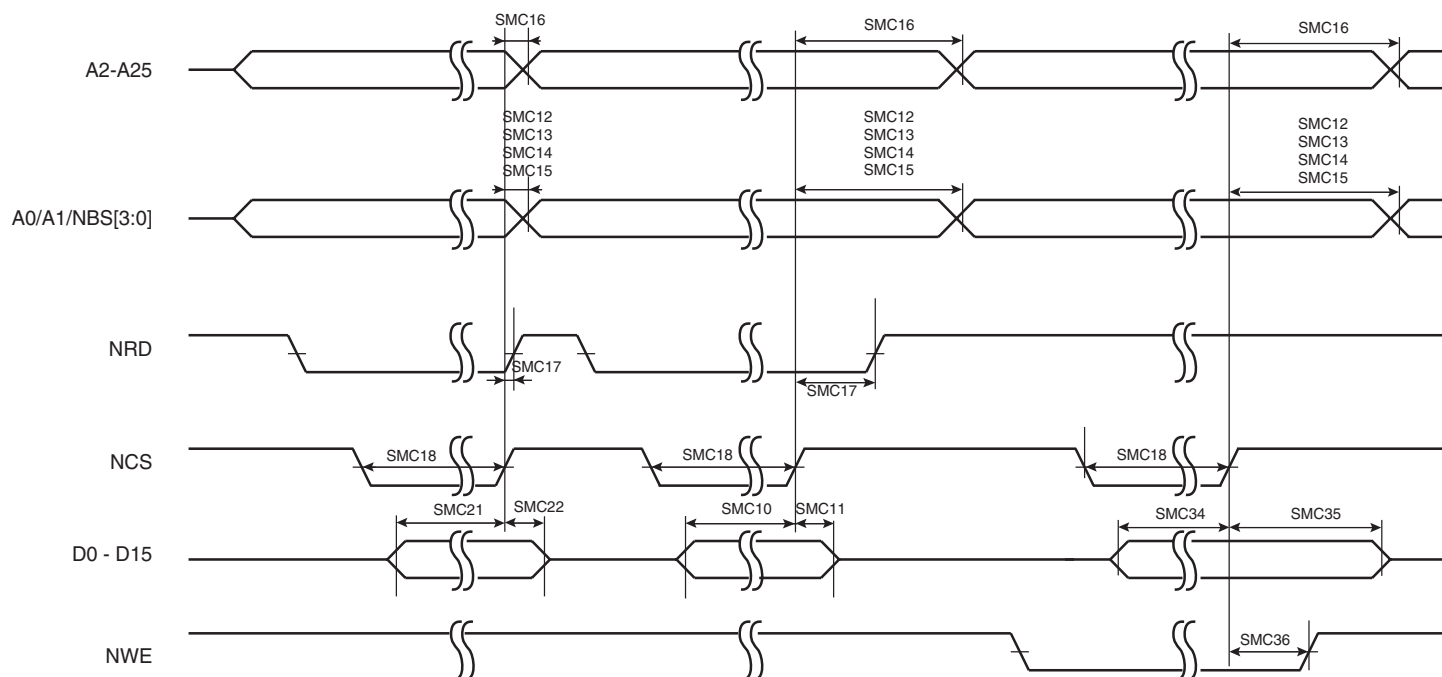 SMC16
SMC16
SMC16
A2-A25
SMC12
SMC13
SMC14
SMC15
SMC12
SMC13
SMC14
SMC15
SMC12
SMC13
SMC14
SMC15
A0/A1/NBS[3:0]
NRD
SMC17
SMC17
NCS
SMC18
SMC18
SMC18
SMC21
SMC22
SMC10
SMC11
SMC34
SMC35
D0 - D15
NWE
SMC36